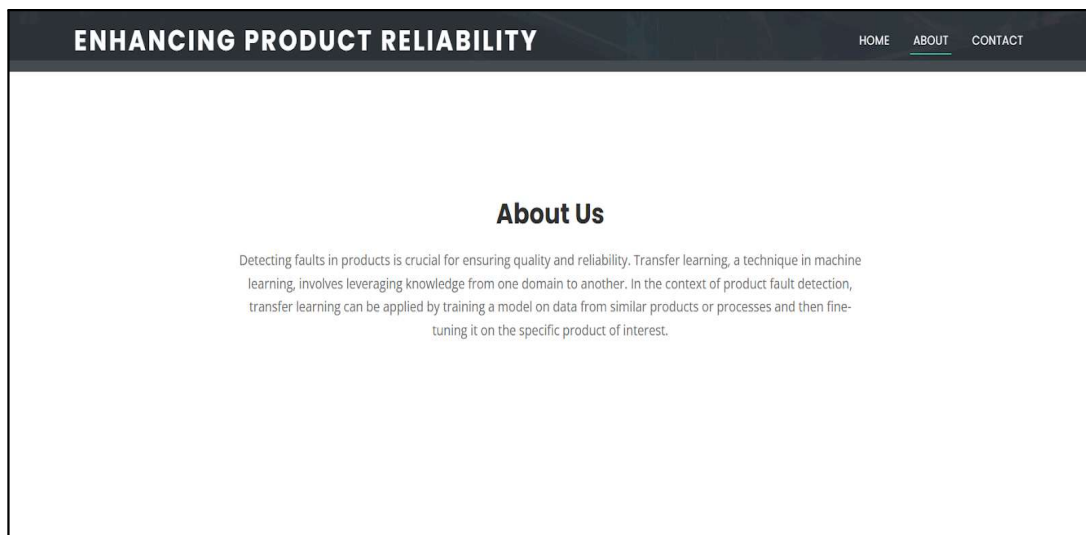 ENHANCING PRODUCT RELIABILITY
HOME ABOUT CONTACT
About Us
Detecting faults in products is crucial for ensuring quality and reliability. Transfer learning, a technique in machine
learning, involves leveraging knowledge from one domain to another. In the context of product fault detection,
transfer learning can be applied by training a model on data from similar products or processes and then fine-
tuning it on the specific product of interest.